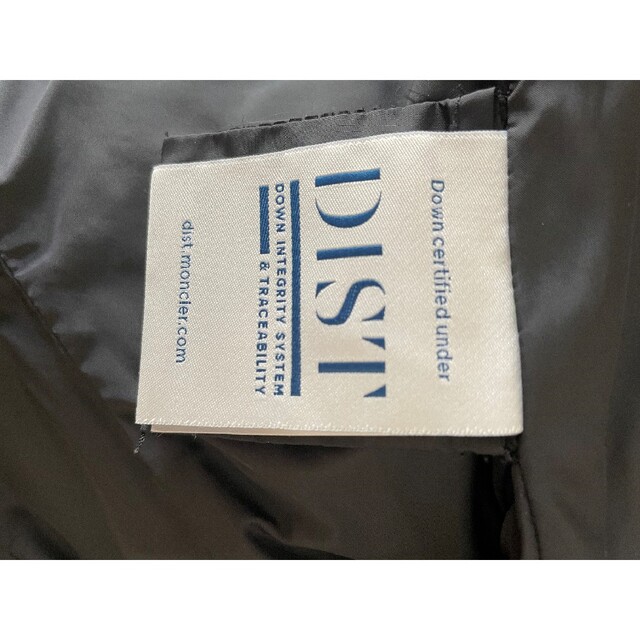 Down certified under
DIST
DOWN INTEGRITY SYSTEM
& TRACEABILITY
dist.moncler.com